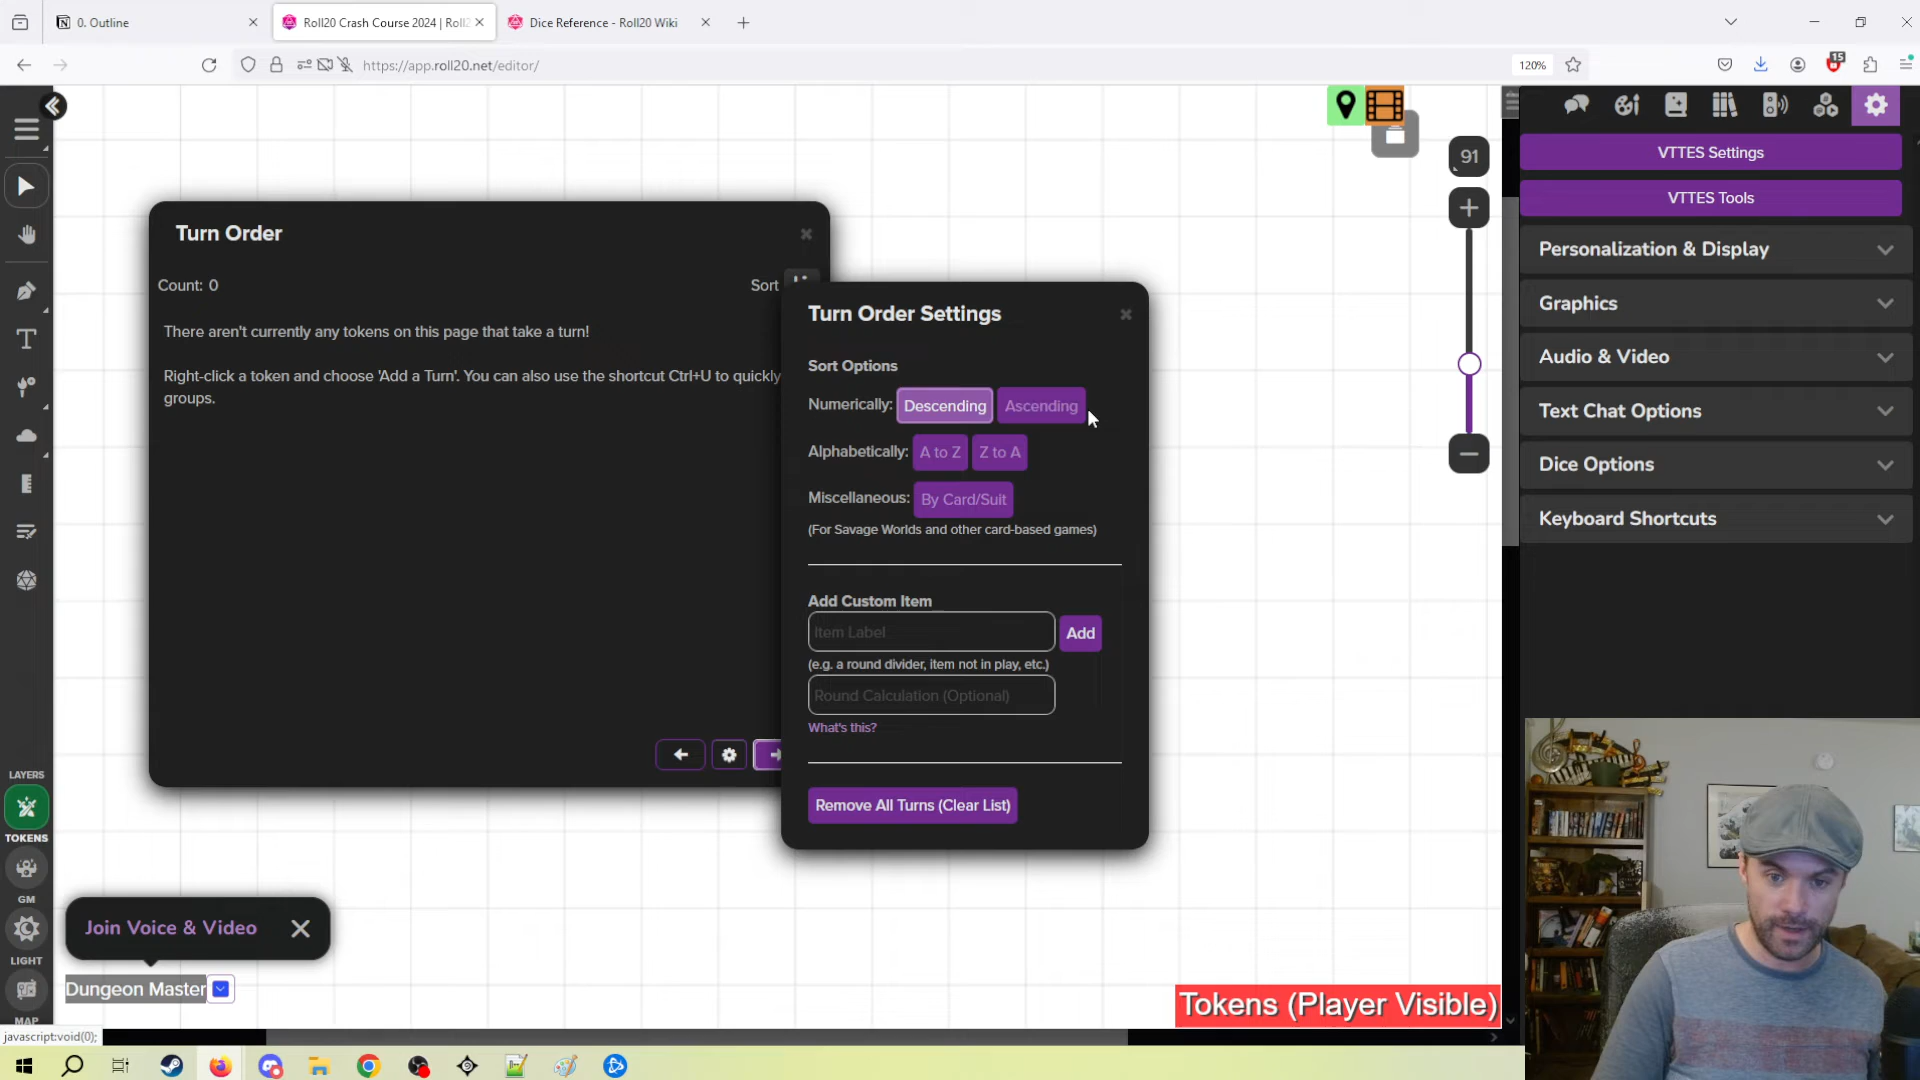 0. Outline
Roll20 Crash Course 2024 | Roll2
Dice Reference - Roll20 Wiki
https://app.roll20.net/editor/
120%
15
91
VTTES Settings
VTTES Tools
Personalization & Display
Graphics
Audio & Video
Text Chat Options
Dice Options
Keyboard Shortcuts
Turn Order
Count: 0
Sort
There aren't currently any tokens on this page that take a turn!
Right-click a token and choose 'Add a Turn'. You can also use the shortcut Ctrl+U to quickly
groups.
Turn Order Settings
Sort Options
Numerically: Descending Ascending
Alphabetically: A to Z Z to A
Miscellaneous: By Card/Suit
(For Savage Worlds and other card-based games)
Add Custom Item
Item Label
Add
(e.g. a round divider, item not in play, etc.)
Round Calculation (Optional)
What's this?
Remove All Turns (Clear List)
LAYERS
TOKENS
GM
LIGHT
MAP
Join Voice & Video
Dungeon Master
Tokens (Player Visible)
javascript:void(0);